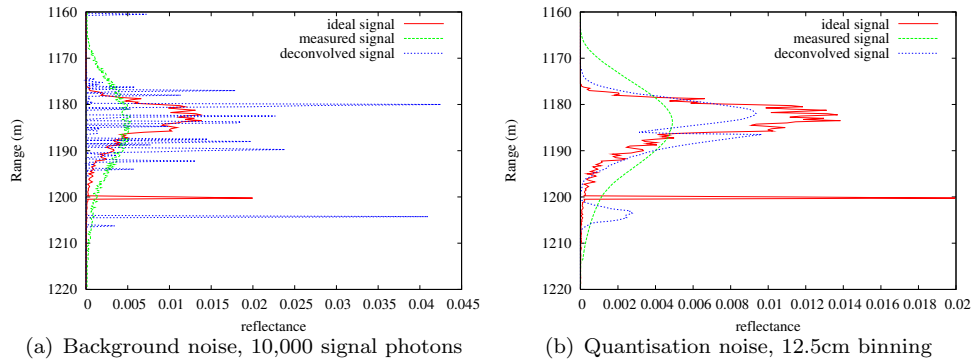 1160
1170
1180
1190
1200
1210
1220
Range (m)
0 0.005 0.01 0.015 0.02 0.025 0.03 0.035 0.04 0.045
reflectance
ideal signal
measured signal
deconvolved signal
(a) Background noise, 10,000 signal photons
1160
1170
1180
1190
1200
1210
1220
Range (m)
0 0.002 0.004 0.006 0.008 0.01 0.012 0.014 0.016 0.018 0.02
reflectance
ideal signal
measured signal
deconvolved signal
(b) Quantisation noise, 12.5cm binning